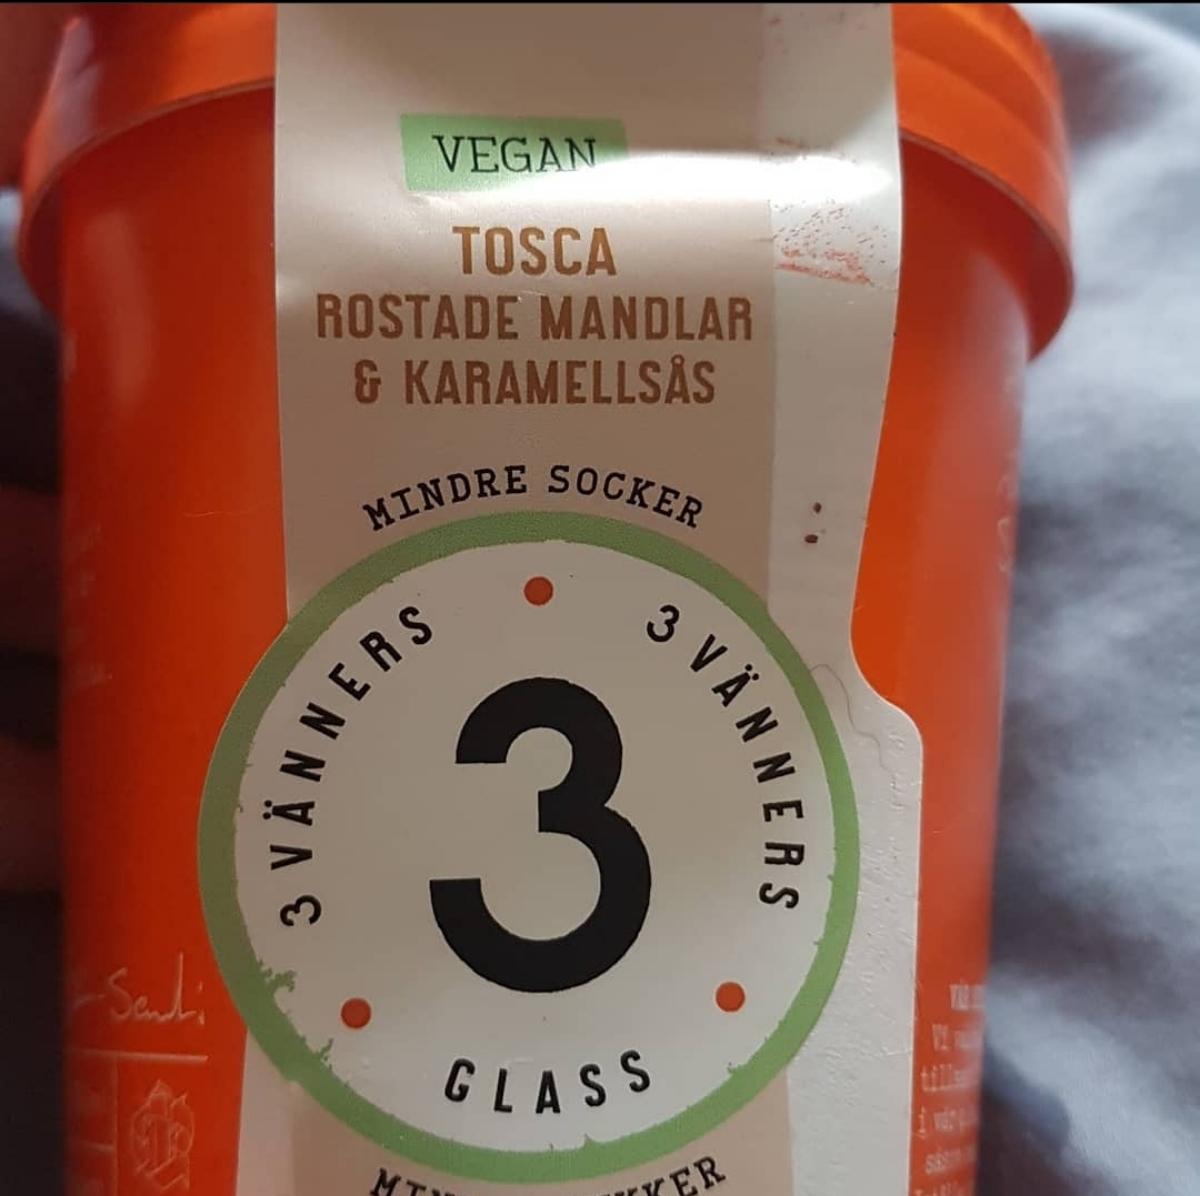 VEGAN
TOSCA
ROSTADE MANDLAR
& KARAMELLSÅS
MINDRE SOCKER
3 VÄNNERS
3 VÄNNERS
3
GLASS